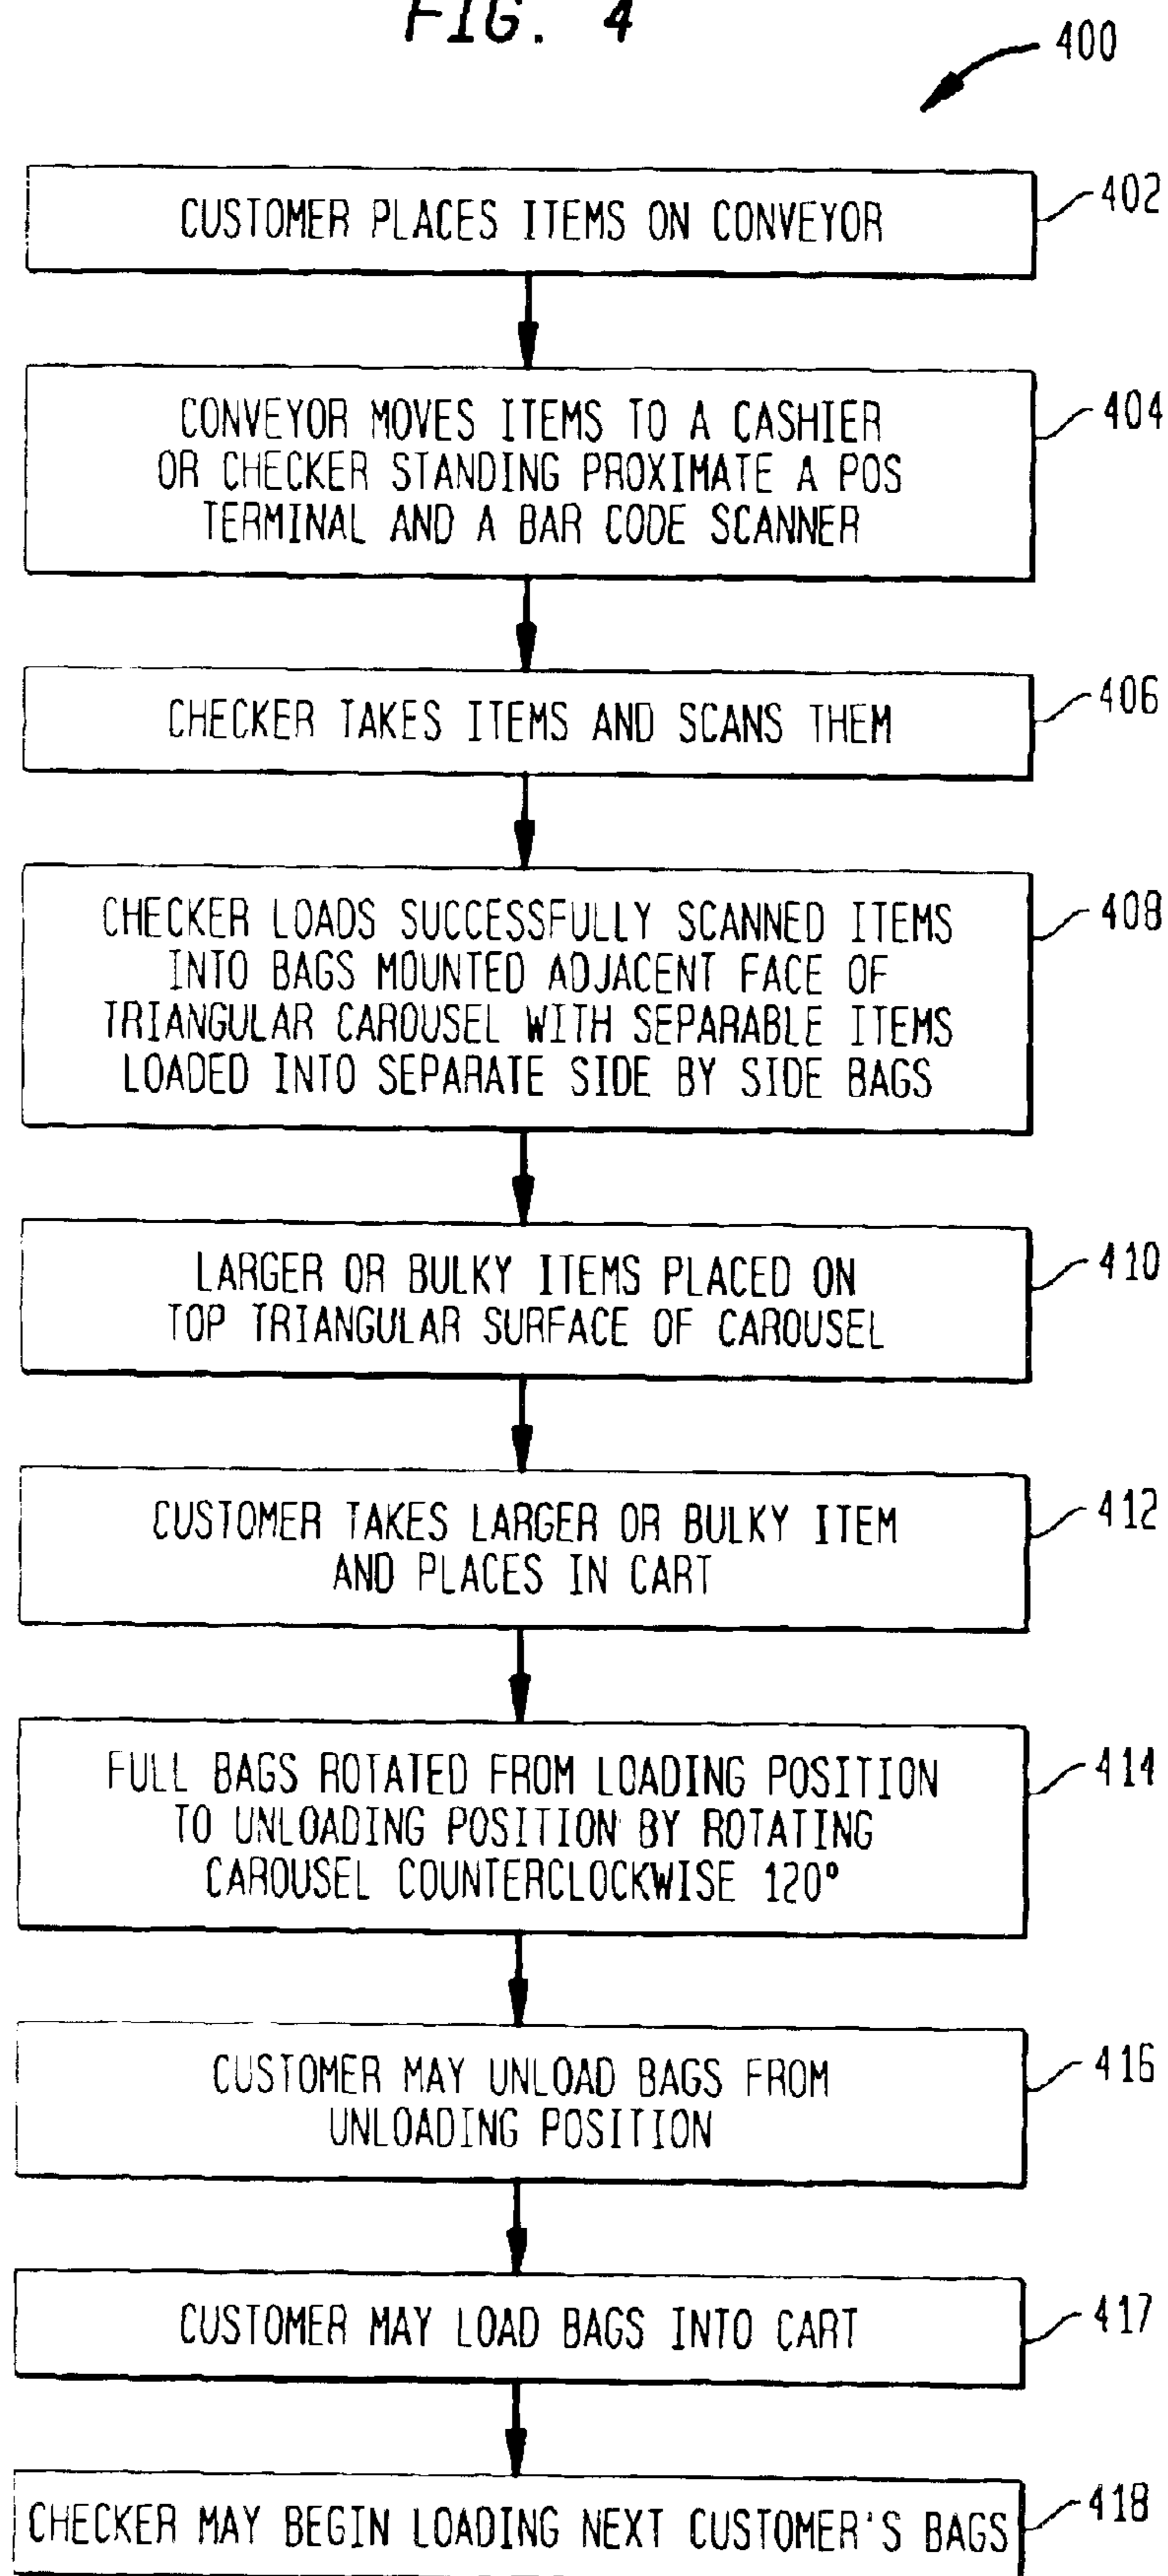 FIG. 4
400
CUSTOMER PLACES ITEMS ON CONVEYOR
402
CONVEYOR MOVES ITEMS TO A CASHIER
OR CHECKER STANDING PROXIMATE A POS
TERMINAL AND A BAR CODE SCANNER
404
CHECKER TAKES ITEMS AND SCANS THEM
406
CHECKER LOADS SUCCESSFULLY SCANNED ITEMS
INTO BAGS MOUNTED ADJACENT FACE OF
TRIANGULAR CAROUSEL WITH SEPARABLE ITEMS
LOADED INTO SEPARATE SIDE BY SIDE BAGS
408
LARGER OR BULKY ITEMS PLACED ON
TOP TRIANGULAR SURFACE OF CAROUSEL
410
CUSTOMER TAKES LARGER OR BULKY ITEM
AND PLACES IN CART
412
FULL BAGS ROTATED FROM LOADING POSITION
TO UNLOADING POSITION BY ROTATING
CAROUSEL COUNTERCLOCKWISE 120°
414
CUSTOMER MAY UNLOAD BAGS FROM
UNLOADING POSITION
416
CUSTOMER MAY LOAD BAGS INTO CART
417
CHECKER MAY BEGIN LOADING NEXT CUSTOMER'S BAGS
418